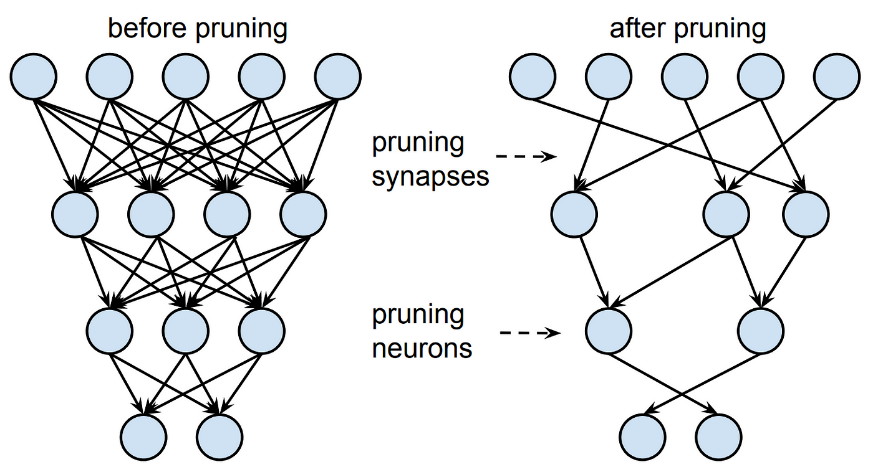 before pruning
after pruning
pruning
synapses
pruning
neurons